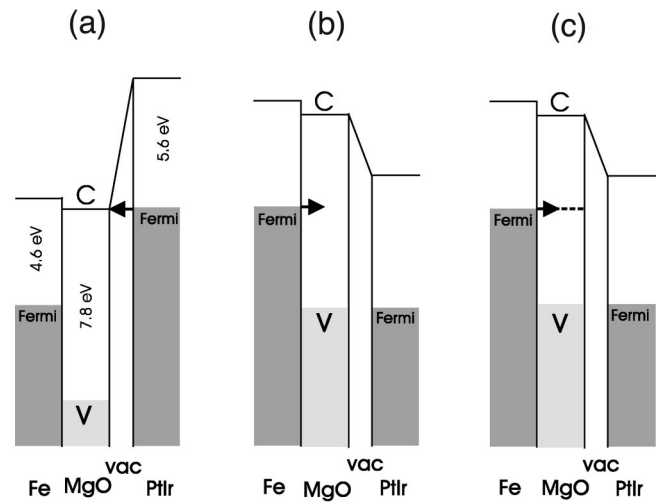 (a)
C
5.6 eV
Fermi
4.6 eV
Fermi
7.8 eV
V
vac
Fe MgO PtIr
(b)
C
Fermi
V
Fermi
vac
Fe MgO PtIr
(c)
C
Fermi
V
Fermi
vac
Fe MgO PtIr